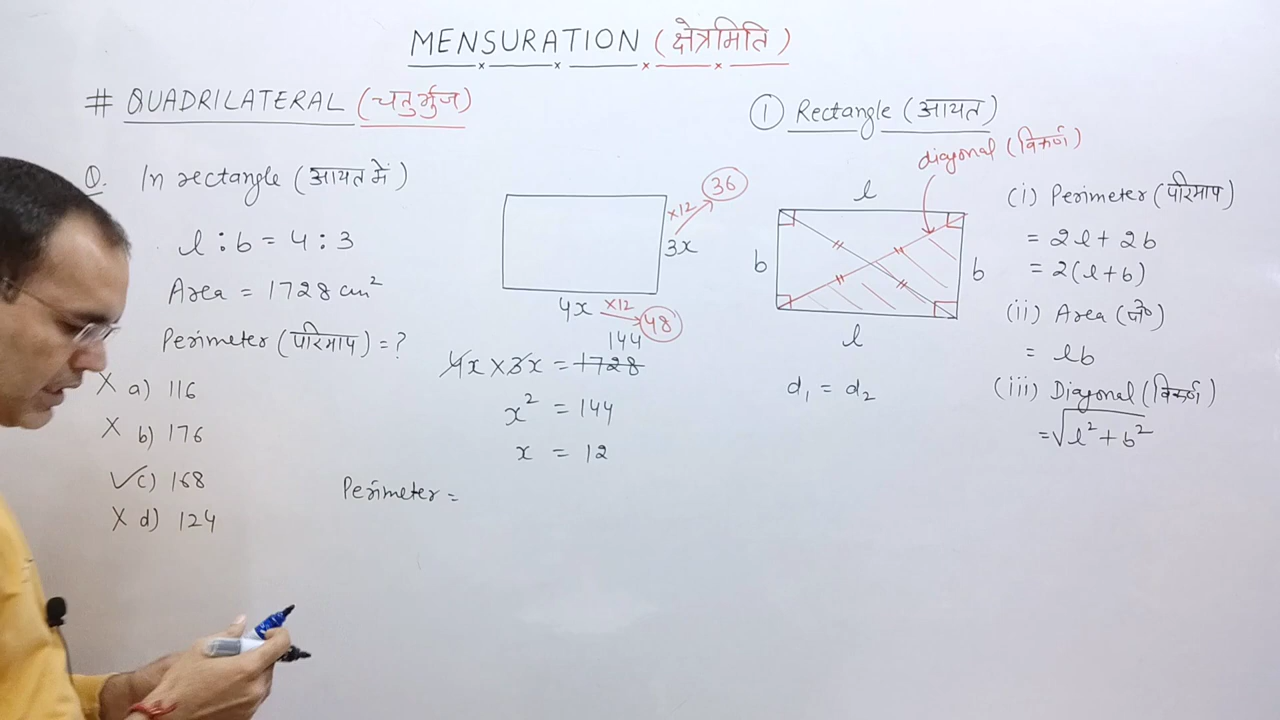 MENSURATION (क्षेत्रमिति)
# QUADRILATERAL (चतुर्भुज)
Q. In rectangle (आयत में)
l : b = 4 : 3
Area = 1728 cm²
Perimeter (परिमाप) = ?
X a) 116
X b) 176
✓ c) 168
X d) 124
36
×12
3x
4x
×12
48
144
4x × 3x = 1728
x² = 144
x = 12
Perimeter =
① Rectangle (आयत)
diagonal (विकर्ण)
l
b
b
l
d₁ = d₂
(i) Perimeter (परिमाप)
= 2l + 2b
= 2(l+b)
(ii) Area (क्षे०)
= lb
(iii) Diagonal (विकर्ण)
= √l² + b²